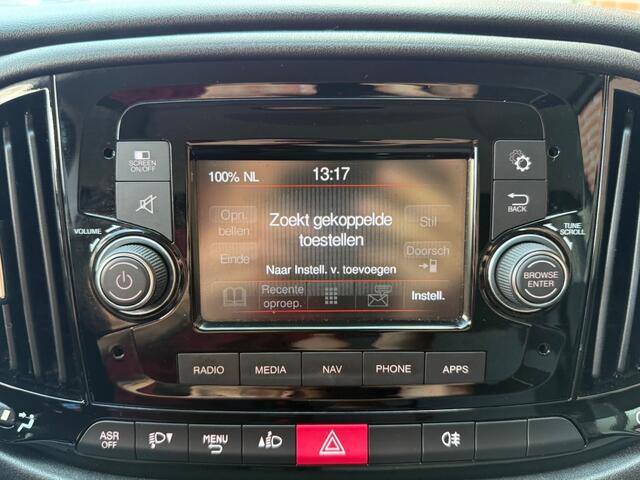 SCREEN
ON/OFF
BACK
VOLUME
TUNE
SCROLL
BROWSE
ENTER
100% NL
13:17
Opn.
bellen
Zoekt gekoppelde
toestellen
Stil
Einde
Doorsch
Naar Instell. v. toevoegen
Recente
oproep.
Instell.
RADIO
MEDIA
NAV
PHONE
APPS
ASR
OFF
MENU